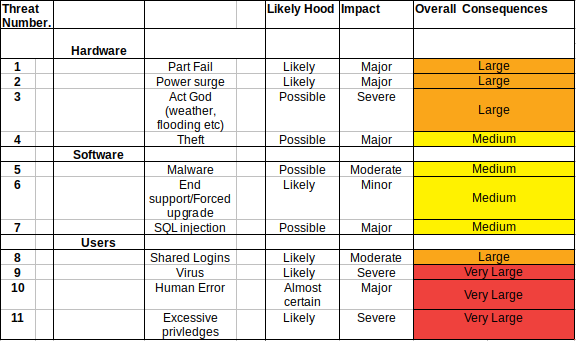 Threat Number. Likely Hood Impact Overall Consequences
Hardware
1 Part Fail Likely Major Large
2 Power surge Likely Major Large
3 Act God (weather, flooding etc) Possible Severe Large
4 Theft Possible Major Medium
Software
5 Malware Possible Moderate Medium
6 End support/Forced upgrade Likely Minor Medium
7 SQL injection Possible Major Medium
Users
8 Shared Logins Likely Moderate Large
9 Virus Likely Severe Very Large
10 Human Error Almost certain Major Very Large
11 Excessive privledges Likely Severe Very Large